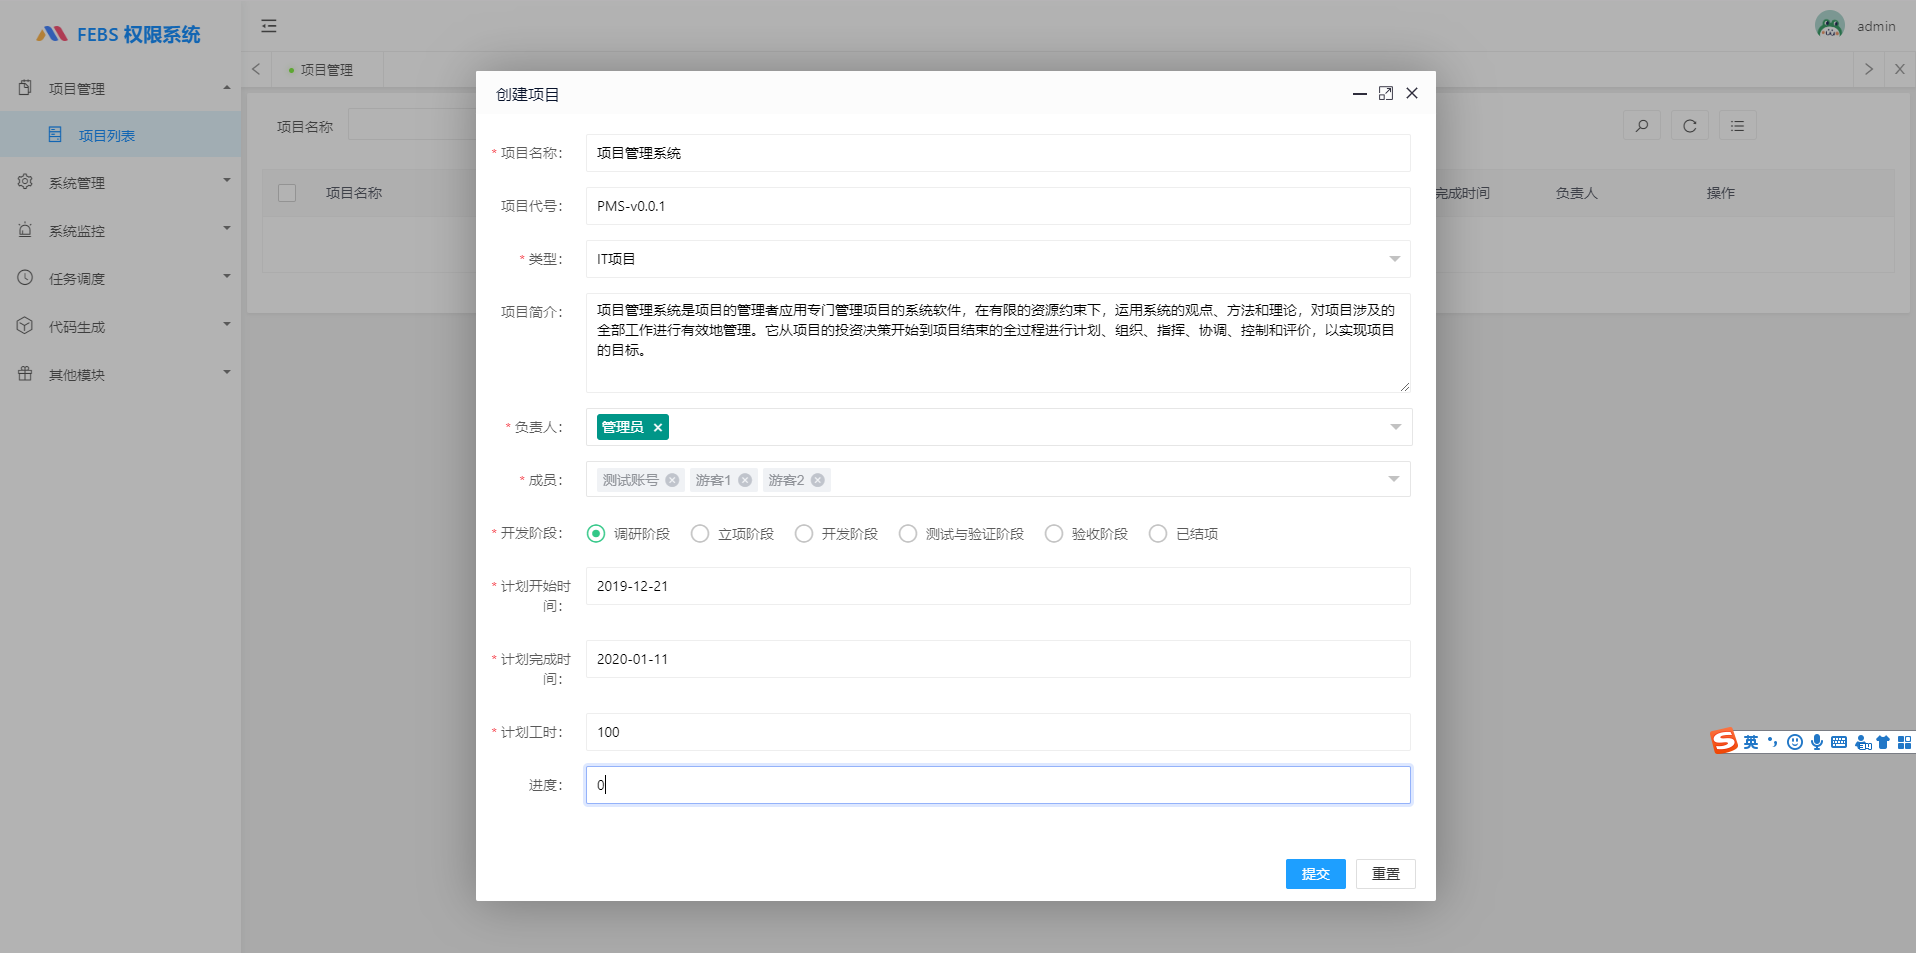 FEBS 权限系统
admin
项目管理
项目列表
系统管理
系统监控
任务调度
代码生成
其他模块
项目管理
项目名称
项目名称
完成时间
负责人
操作
创建项目
* 项目名称：
项目管理系统
项目代号：
PMS-v0.0.1
* 类型：
IT项目
项目简介：
项目管理系统是项目的管理者应用专门管理项目的系统软件，在有限的资源约束下，运用系统的观点、方法和理论，对项目涉及的
全部工作进行有效地管理。它从项目的投资决策开始到项目结束的全过程进行计划、组织、指挥、协调、控制和评价，以实现项目
的目标。
* 负责人：
管理员
* 成员：
测试账号 游客1 游客2
* 开发阶段：
调研阶段 立项阶段 开发阶段 测试与验证阶段 验收阶段 已结项
* 计划开始时
间：
2019-12-21
* 计划完成时
间：
2020-01-11
* 计划工时：
100
进度：
0
提交 重置
英